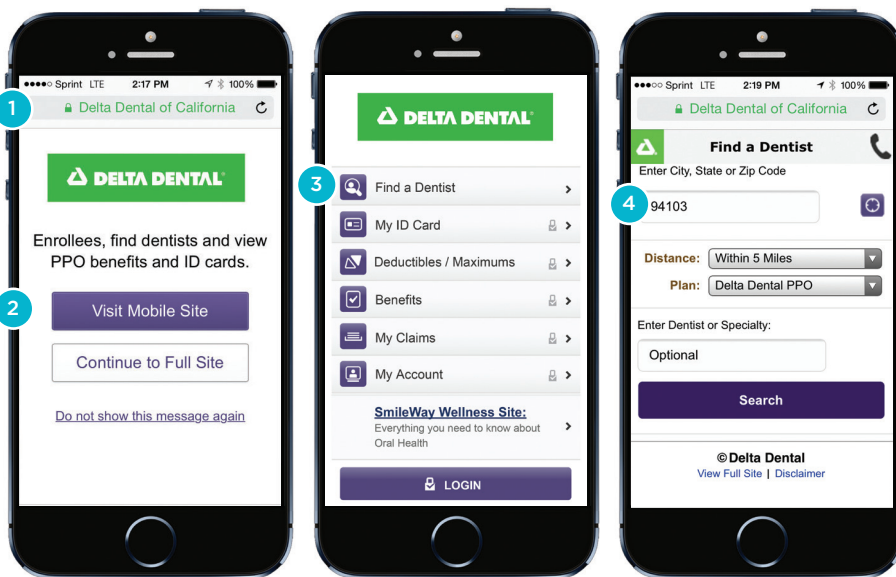 Sprint LTE 2:17 PM 100%
1
Delta Dental of California
DELTA DENTAL®
Enrollees, find dentists and view
PPO benefits and ID cards.
2
Visit Mobile Site
Continue to Full Site
Do not show this message again
DELTA DENTAL®
3
Find a Dentist
My ID Card
Deductibles / Maximums
Benefits
My Claims
My Account
SmileWay Wellness Site:
Everything you need to know about
Oral Health
LOGIN
Sprint LTE 2:19 PM 100%
Delta Dental of California
Find a Dentist
Enter City, State or Zip Code
4
94103
Distance: Within 5 Miles
Plan: Delta Dental PPO
Enter Dentist or Specialty:
Optional
Search
© Delta Dental
View Full Site | Disclaimer